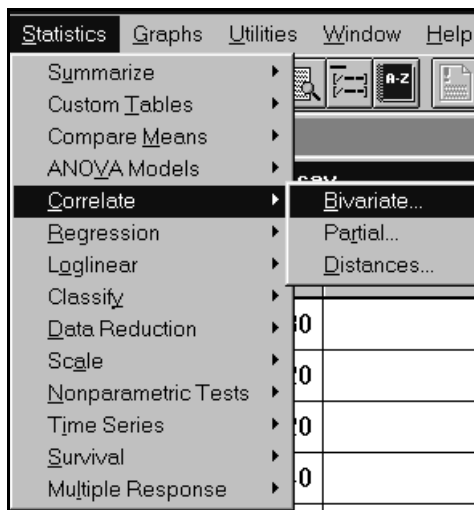 Statistics Graphs Utilities Window Help
Summarize
Custom Tables
Compare Means
ANOVA Models
Correlate
Bivariate...
Partial...
Distances...
Regression
Loglinear
Classify
Data Reduction
Scale
Nonparametric Tests
Time Series
Survival
Multiple Response
A-Z